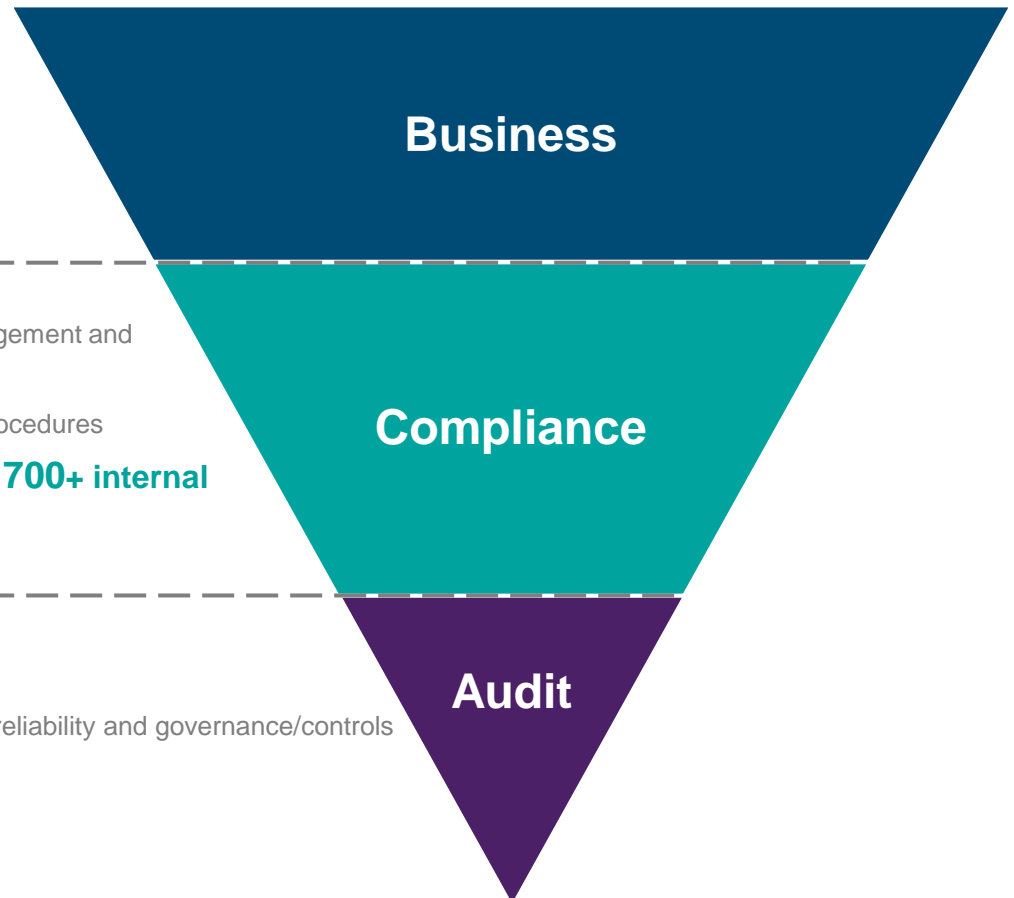 Business
gement and
ocedures
Compliance
700+ internal
Audit
reliability and governance/controls